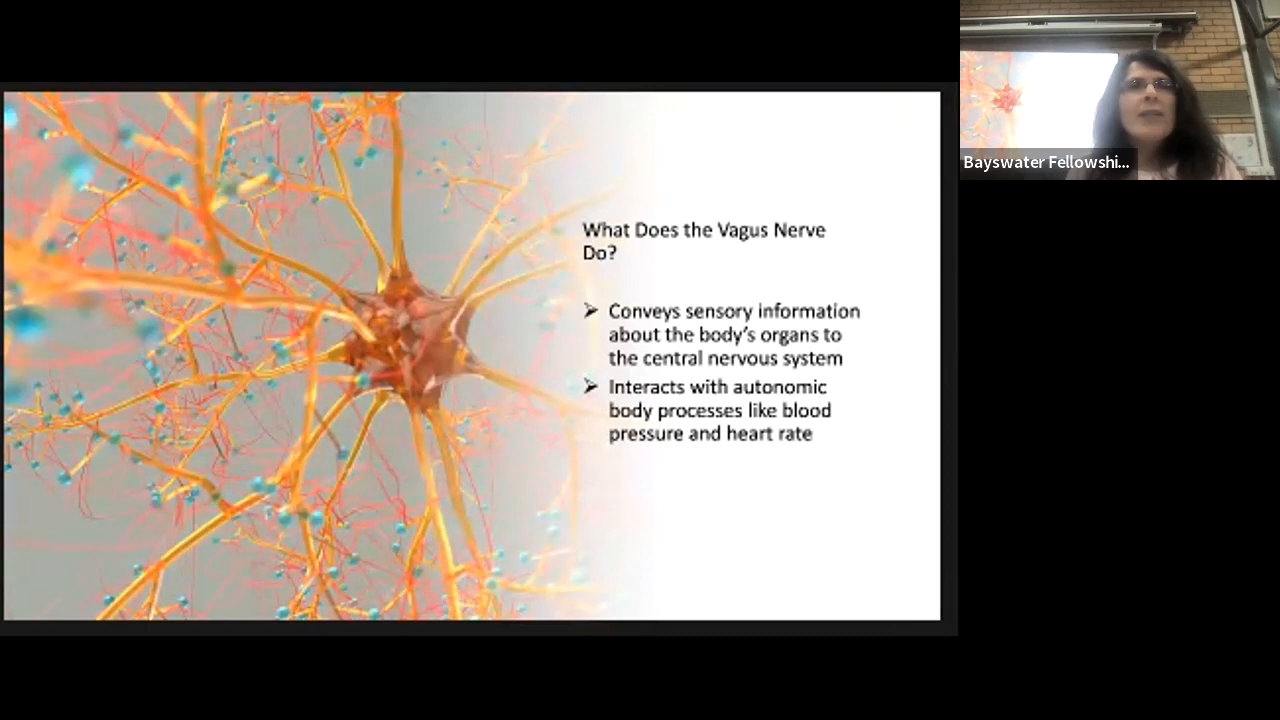 What Does the Vagus Nerve
Do?
➢ Conveys sensory information
about the body's organs to
the central nervous system
➢ Interacts with autonomic
body processes like blood
pressure and heart rate
Bayswater Fellowshi...